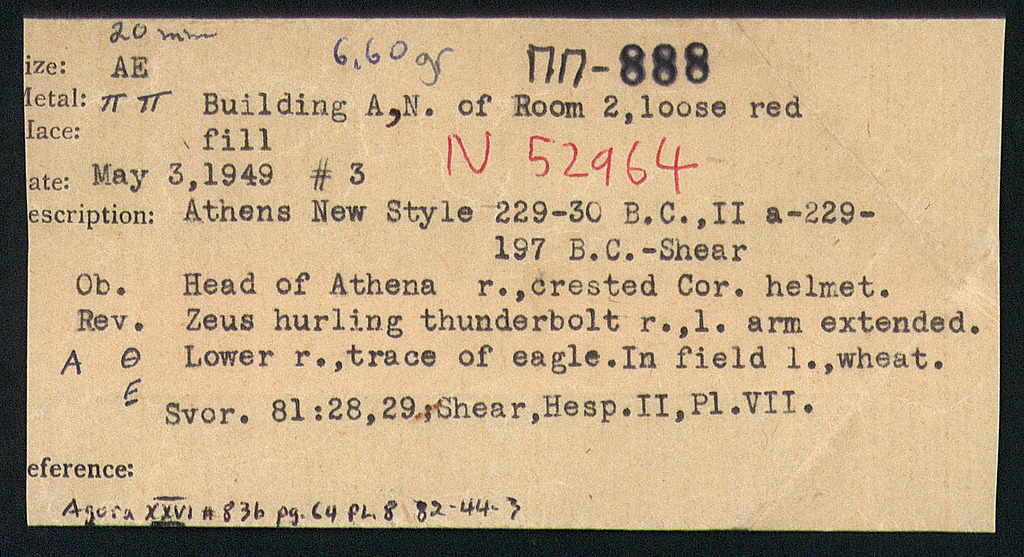 20 mm
ize: AE 6,60 gr ΠΠ-888
etal: π π Building A,N. of Room 2,loose red
lace: fill
N 52964
ate: May 3,1949 # 3
escription: Athens New Style 229-30 B.C.,II a-229-
197 B.C.-Shear
Ob. Head of Athena r.,crested Cor. helmet.
Rev. Zeus hurling thunderbolt r.,l. arm extended.
A Θ Lower r.,trace of eagle.In field l.,wheat.
E
Svor. 81:28,29.;Shear,Hesp.II,Pl.VII.
eference:
Agora XXVI # 836 pg. 64 PL 8 82-44-3